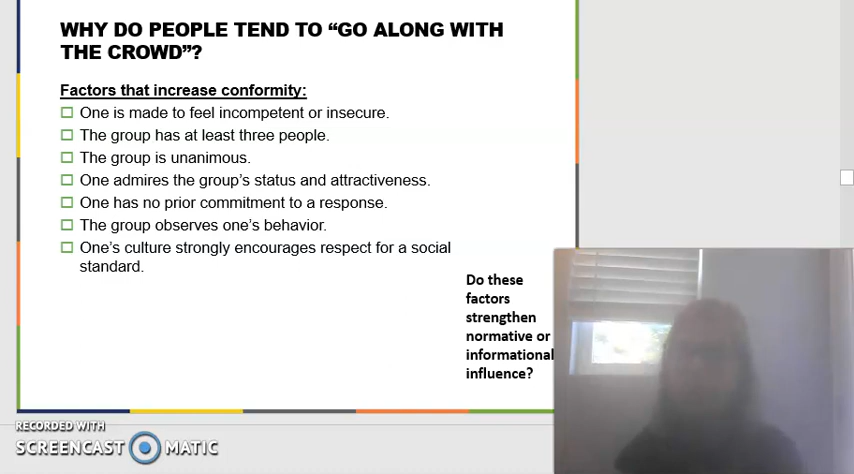 WHY DO PEOPLE TEND TO “GO ALONG WITH
THE CROWD”?
Factors that increase conformity:
One is made to feel incompetent or insecure.
The group has at least three people.
The group is unanimous.
One admires the group’s status and attractiveness.
One has no prior commitment to a response.
The group observes one’s behavior.
One’s culture strongly encourages respect for a social
standard.
Do these
factors
strengthen
normative or
informational
influence?
RECORDED WITH
SCREENCAST MATIC